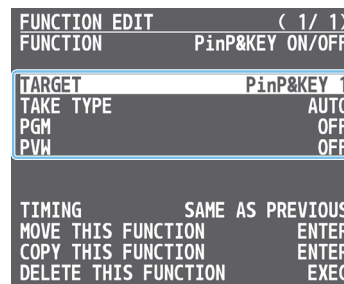 FUNCTION EDIT ( 1/ 1)
FUNCTION PinP&KEY ON/OFF
TARGET PinP&KEY 1
TAKE TYPE AUTO
PGM OFF
PVW OFF
TIMING SAME AS PREVIOUS
MOVE THIS FUNCTION ENTER
COPY THIS FUNCTION ENTER
DELETE THIS FUNCTION EXEC